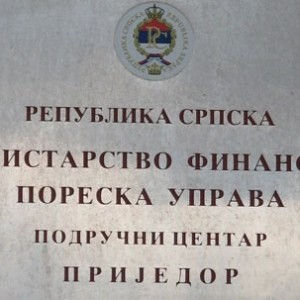 РЕПУБЛИКА СРПСКА
ИСТАРСТВО ФИНАНС
ПОРЕСКА УПРАВА
ПОДРУЧНИ ЦЕНТАР
ПРИЈЕДОР